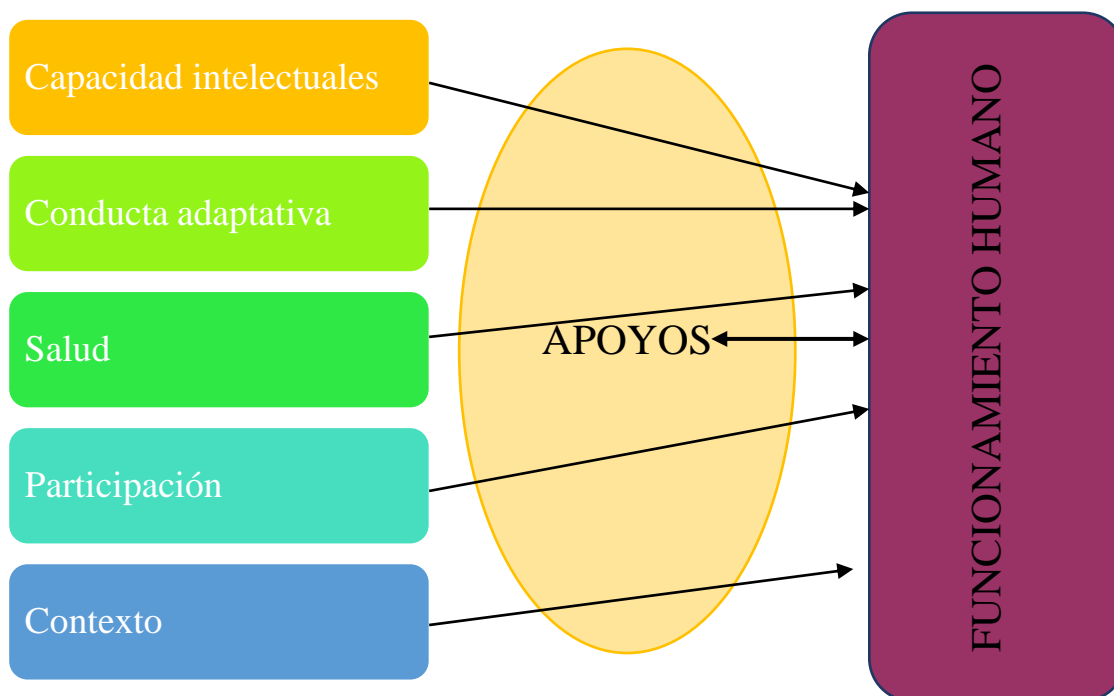 Capacidad intelectuales
Conducta adaptativa
Salud
Participación
Contexto
APOYOS
FUNCIONAMIENTO HUMANO